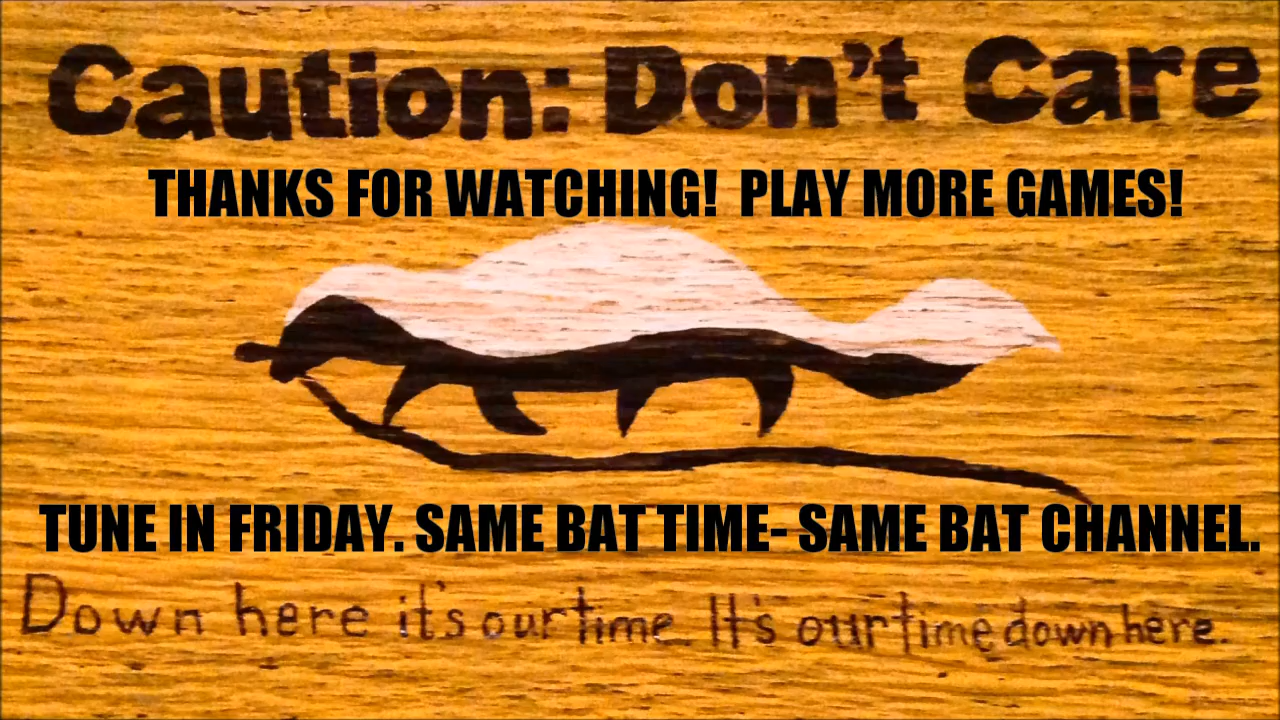 Caution: Don't Care
THANKS FOR WATCHING! PLAY MORE GAMES!
TUNE IN FRIDAY. SAME BAT TIME- SAME BAT CHANNEL.
Down here it's our time. It's our time down here.